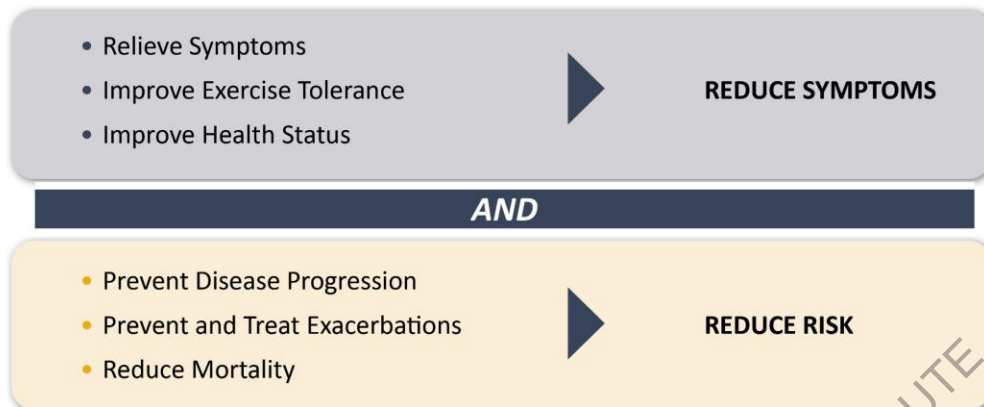 • Relieve Symptoms
• Improve Exercise Tolerance
• Improve Health Status
REDUCE SYMPTOMS
AND
• Prevent Disease Progression
• Prevent and Treat Exacerbations
• Reduce Mortality
REDUCE RISK